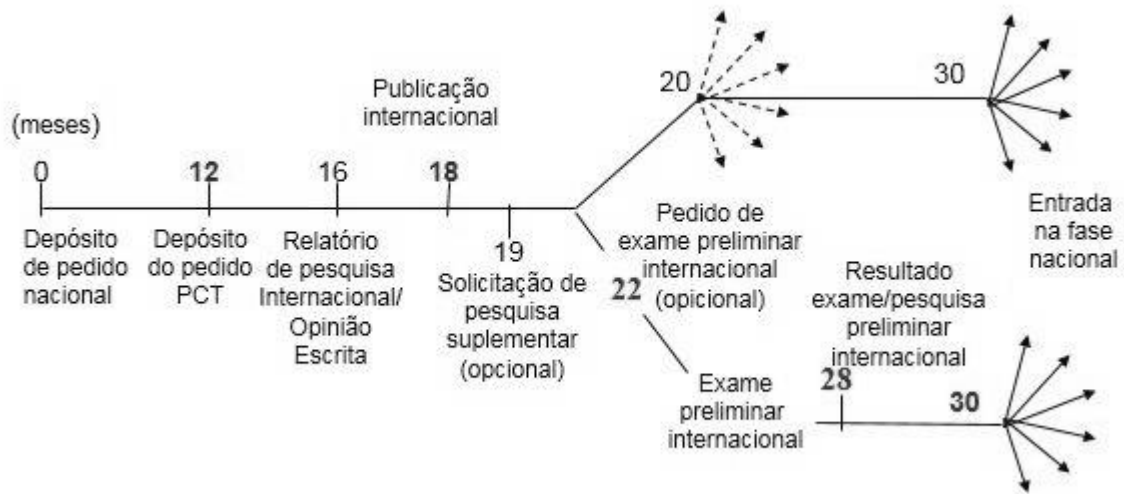 (meses)
0
Depósito
de pedido
nacional
12
Depósito
do pedido
PCT
16
Relatório
de pesquisa
Internacional/
Opinião
Escrita
Publicação
internacional
18
19
Solicitação de
pesquisa
suplementar
(opcional)
20
30
Entrada
na fase
nacional
Pedido de
exame preliminar
internacional
(opicional)
22
Exame
preliminar
internacional
Resultado
exame/pesquisa
preliminar
internacional
28
30